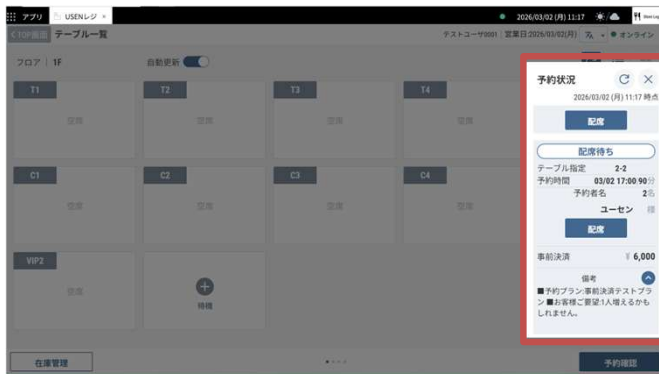 アプリ
USENレジ ×
2026/03/02 (月) 11:17
< TOP画面
テーブル一覧
テストユーザ0001
営業日:2026/03/02(月)
オンライン
フロア | 1F
自動更新
T1
空席
T2
空席
T3
空席
T4
空席
C1
空席
C2
空席
C3
空席
C4
空席
VIP2
空席
待機
在庫管理
予約確認
予約状況
2026/03/02 (月) 11:17 時点
配席
配席待ち
テーブル指定 2-2
予約時間 03/02 17:00 90分
予約者名 2名
ユーセン 様
配席
事前決済 ¥ 6,000
備考
■予約プラン:事前決済テストプラ
ン ■お客様ご要望:1人増えるかも
しれません。